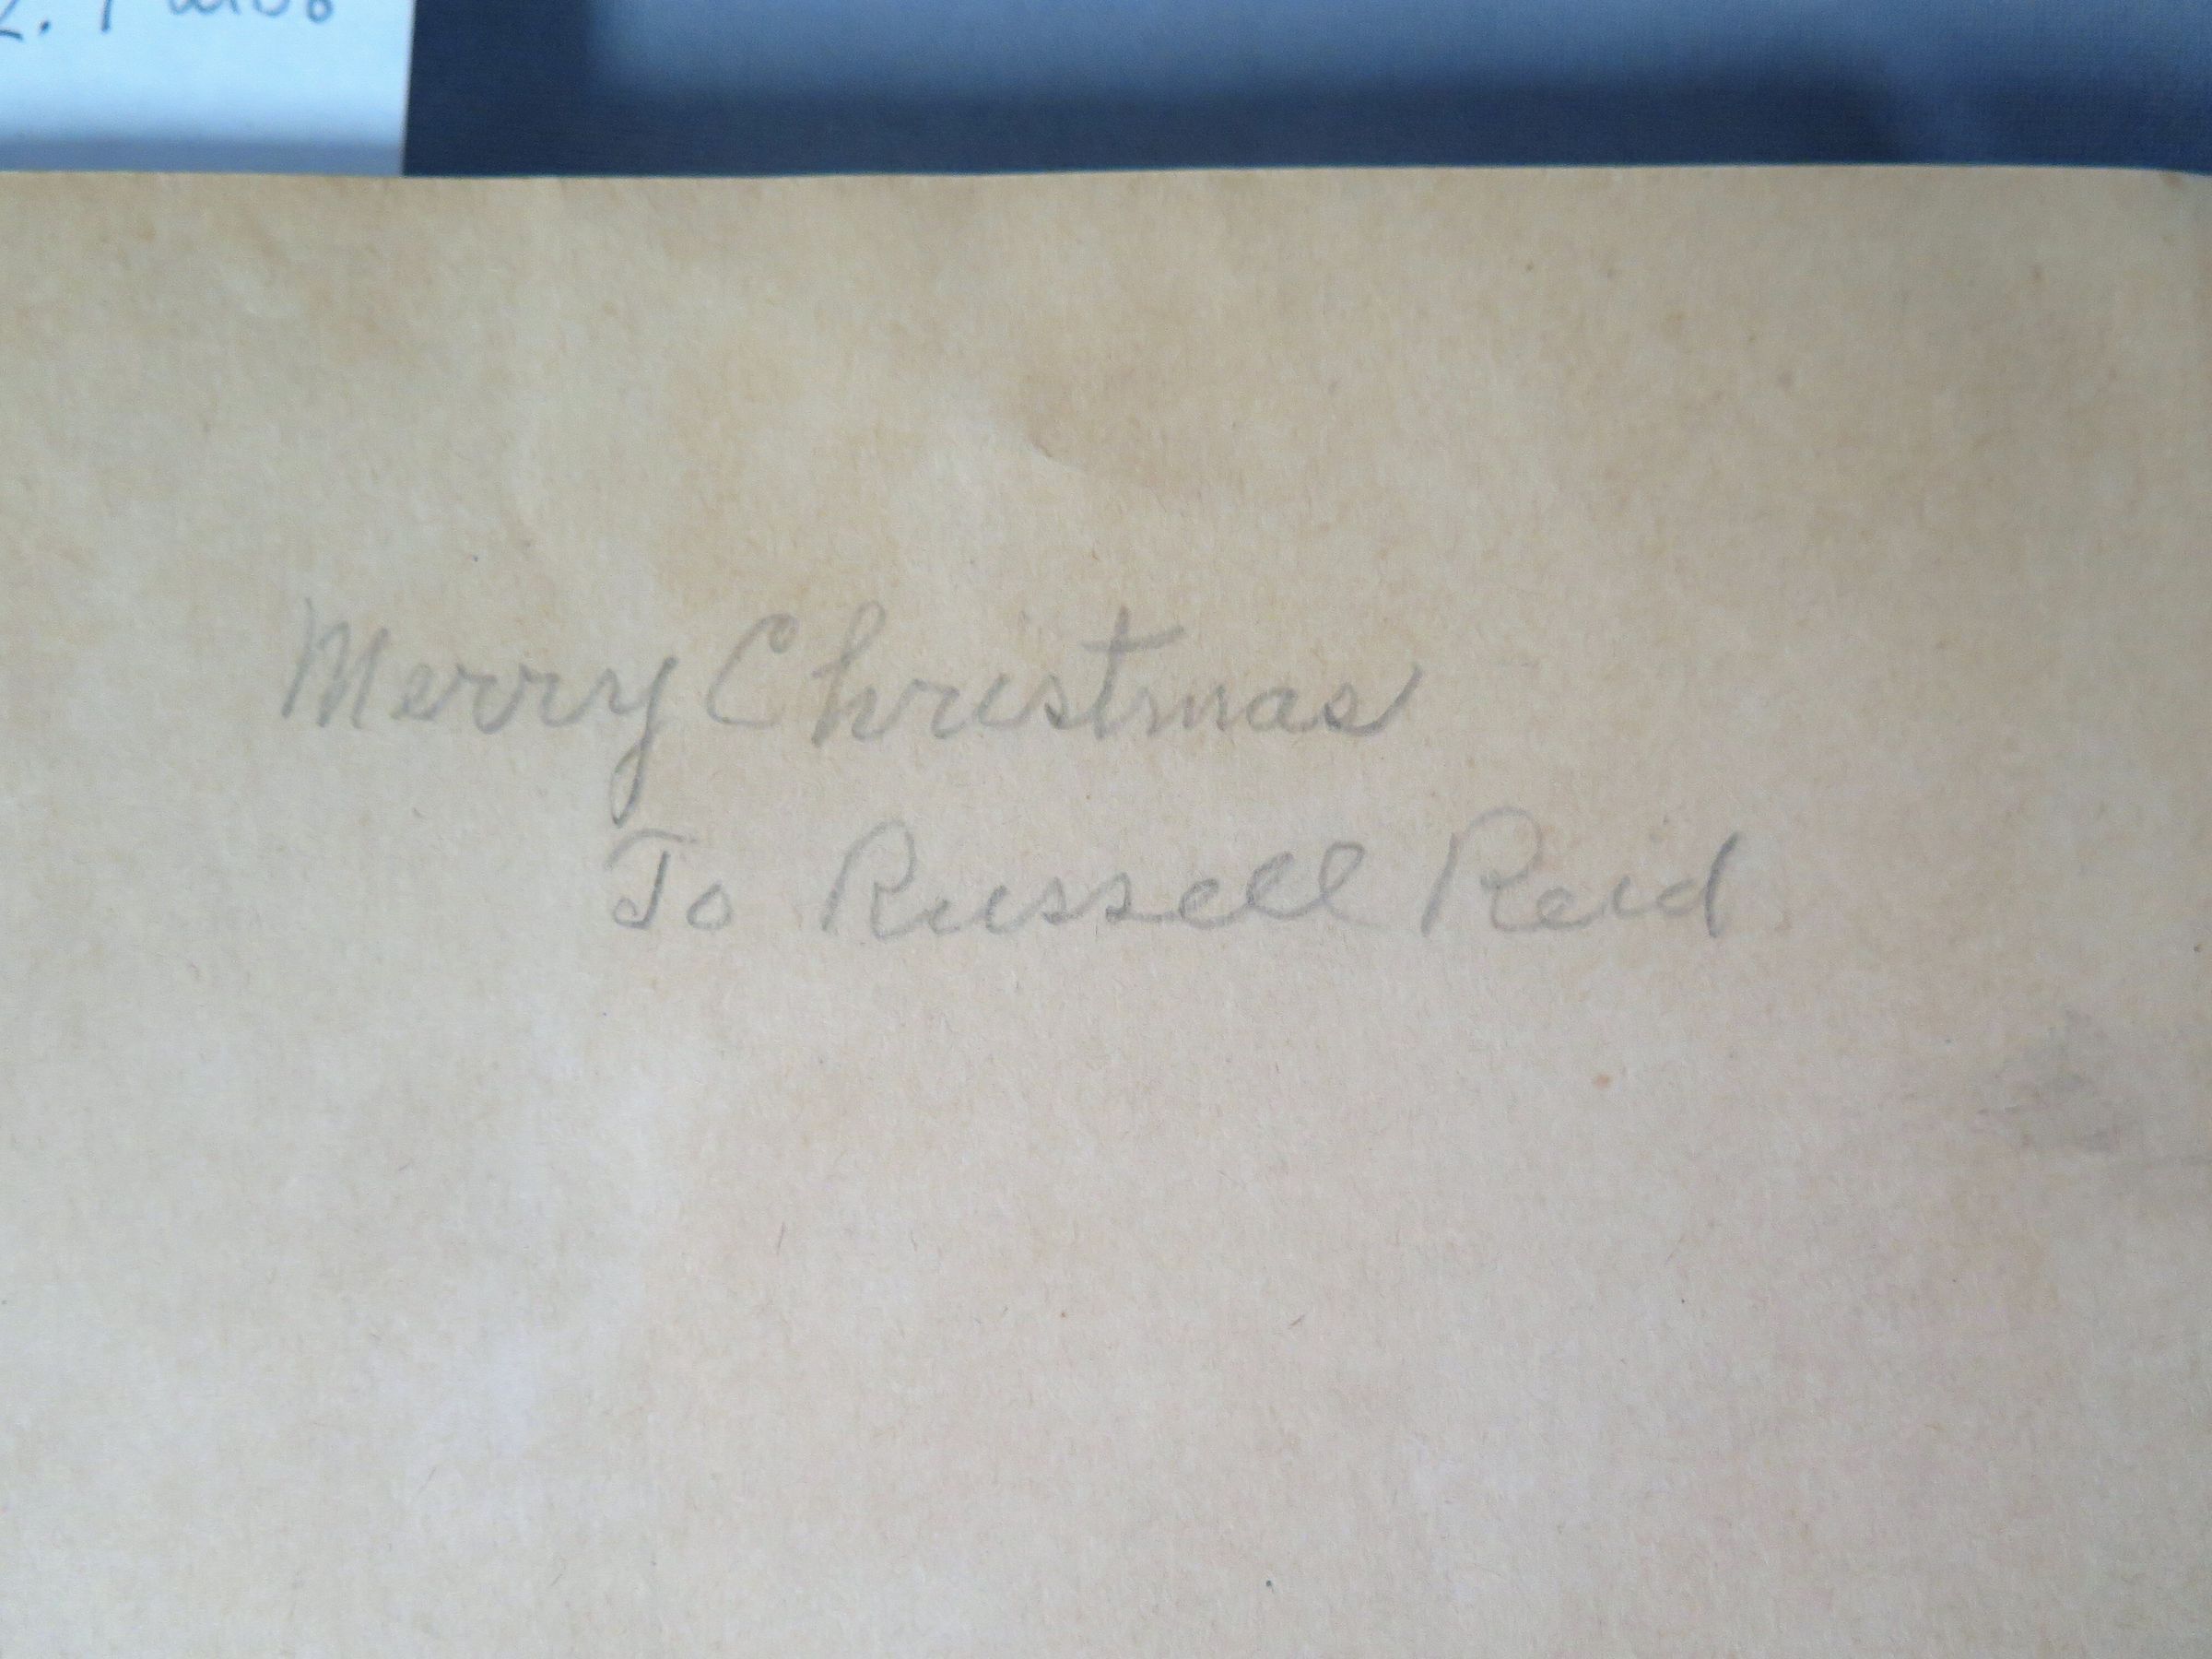 Merry Christmas
To Russell Reid